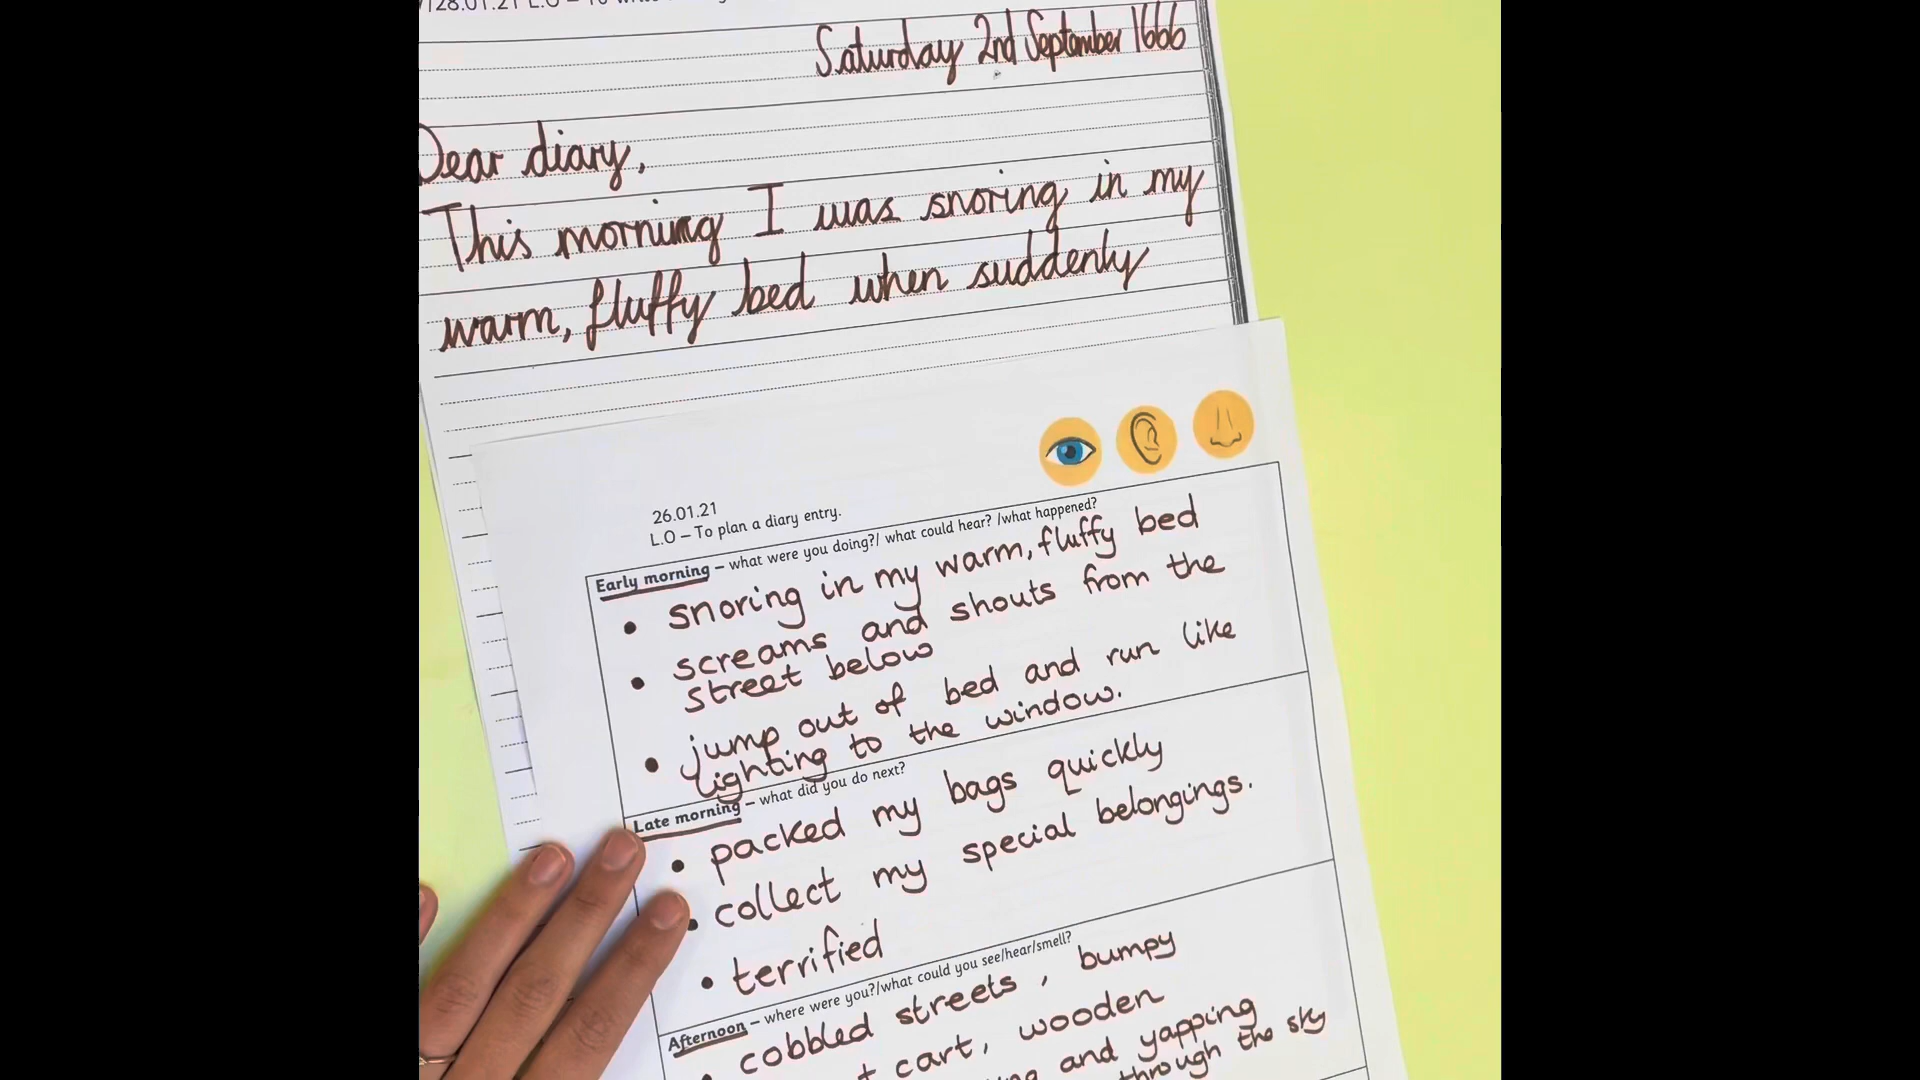 28.01.21 L.O – To
Saturday 2nd September 1666
Dear diary,
This morning I was snoring in my
warm, fluffy bed when suddenly
26.01.21
L.O – To plan a diary entry.
Early morning – what were you doing?/ what could hear? /what happened?
• snoring in my warm, fluffy bed
• screams and shouts from the
street below
• jump out of bed and run like
lighting to the window.
Late morning – what did you do next?
• packed my bags quickly
• collect my special belongings.
• terrified
Afternoon – where were you?/what could you see/hear/smell?
• cobbled streets, bumpy
cart, wooden
and yapping
through the sky